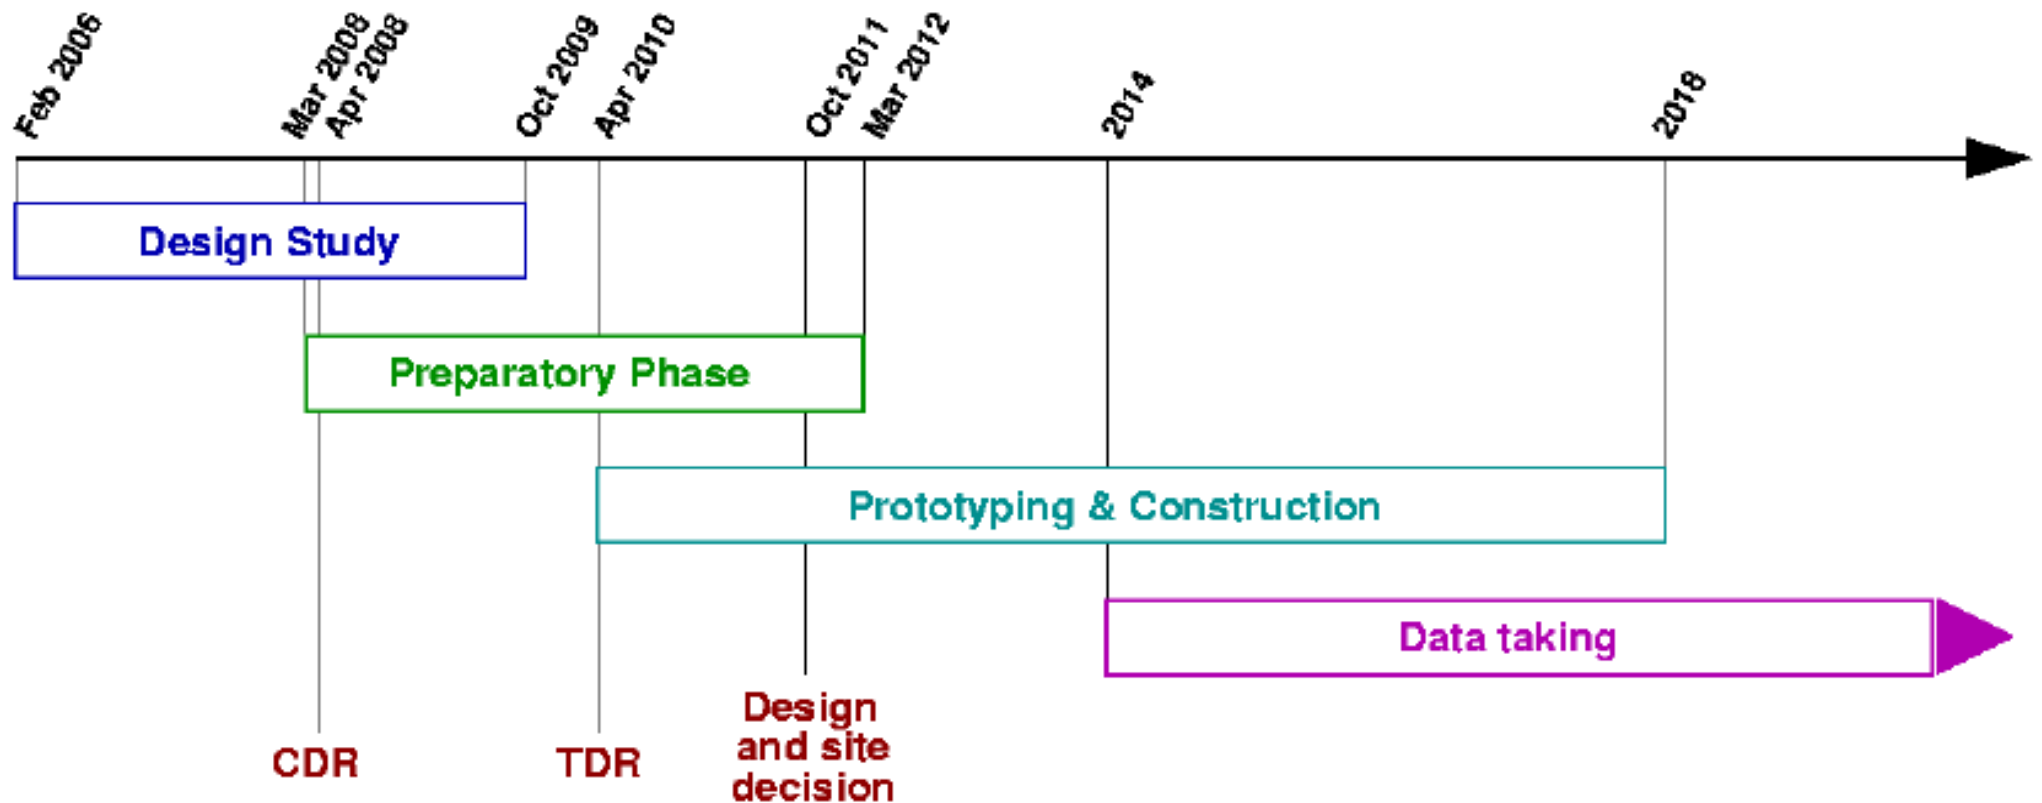 Feb 2006
Mar 2008
Apr 2008
Oct 2009
Apr 2010
Oct 2011
Mar 2012
2014
2018
Design Study
Preparatory Phase
Prototyping & Construction
Data taking
CDR
TDR
Design
and site
decision